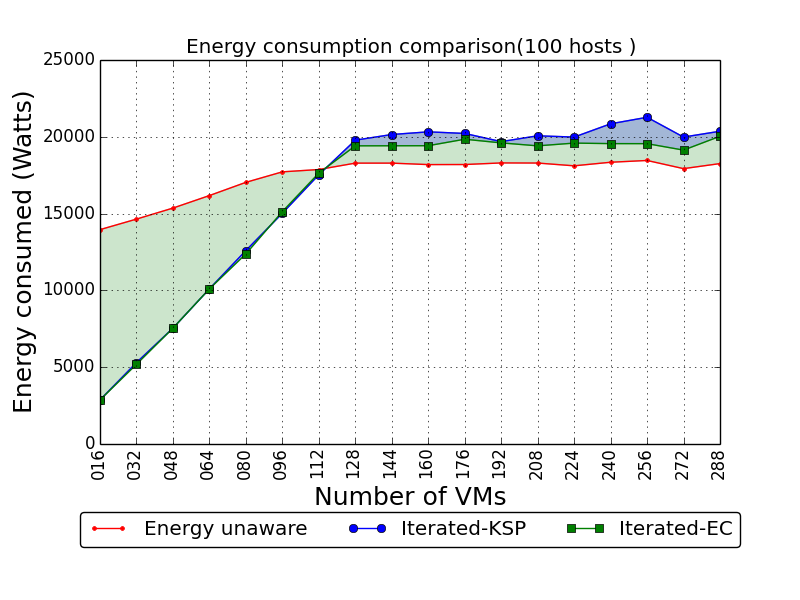 Energy consumption comparison(100 hosts )
25000
20000
15000
10000
5000
0
Energy consumed (Watts)
016 032 048 064 080 096 112 128 144 160 176 192 208 224 240 256 272 288
Number of VMs
Energy unaware Iterated-KSP Iterated-EC